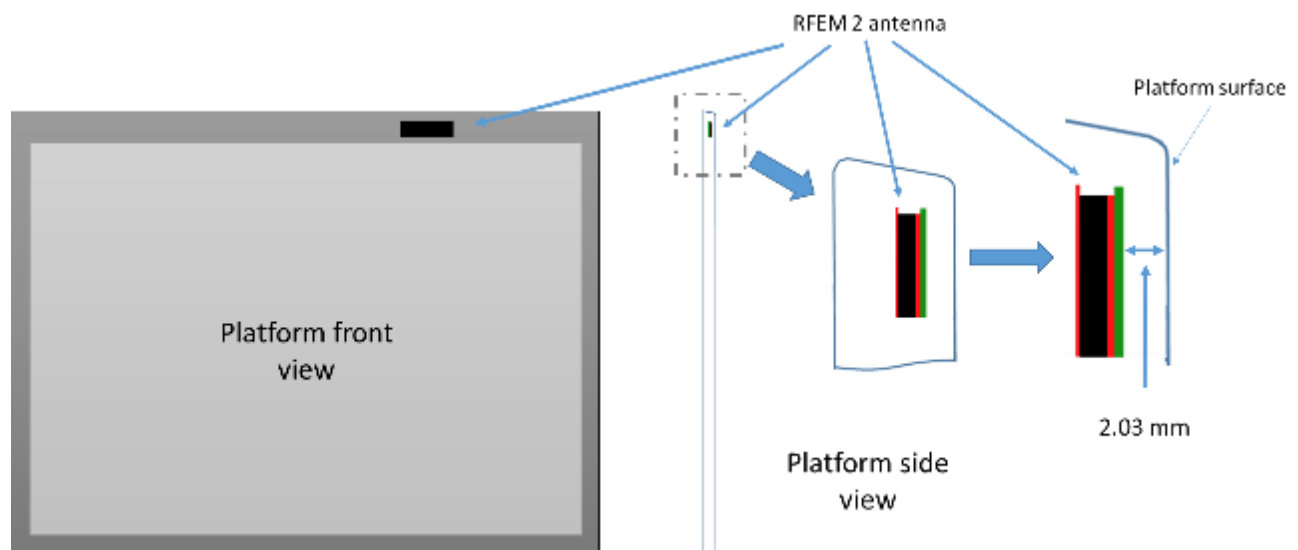 RFEM 2 antenna
Platform surface
Platform front
view
2.03 mm
Platform side
view